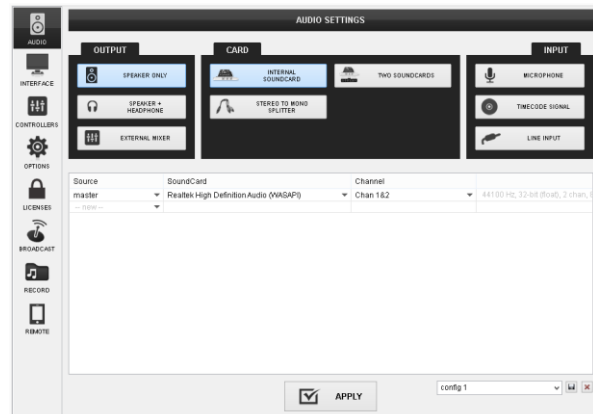 AUDIO SETTINGS
AUDIO
INTERFACE
CONTROLLERS
OPTIONS
LICENSES
BROADCAST
RECORD
REMOTE
OUTPUT
SPEAKER ONLY
SPEAKER +
HEADPHONE
EXTERNAL MIXER
CARD
INTERNAL
SOUNDCARD
TWO SOUNDCARDS
STEREO TO MONO
SPLITTER
INPUT
MICROPHONE
TIMECODE SIGNAL
LINE INPUT
Source SoundCard Channel
master Realtek High Definition Audio (WASAPI) Chan 1&2 44100 Hz, 32-bit (float), 2 chan,
-- new --
APPLY
config 1